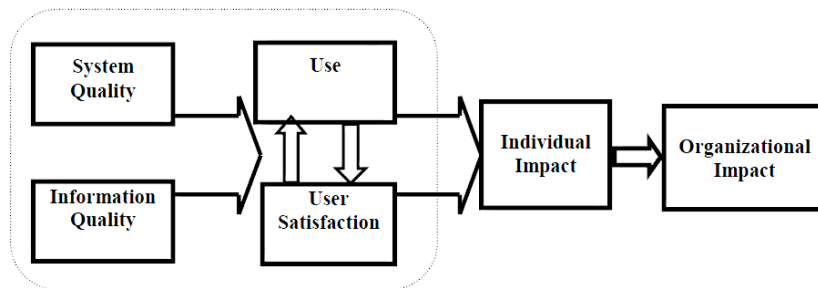 System
Quality
Use
Individual
Impact
Organizational
Impact
Information
Quality
User
Satisfaction